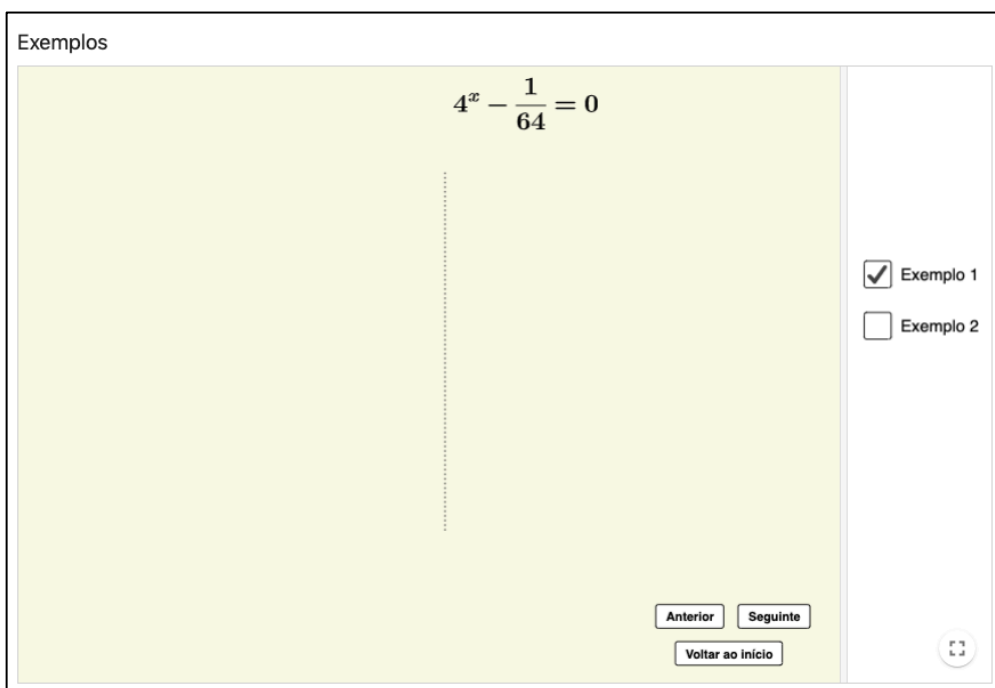 Exemplos
4^x − 1/64 = 0
Exemplo 1
Exemplo 2
Anterior Seguinte
Voltar ao início